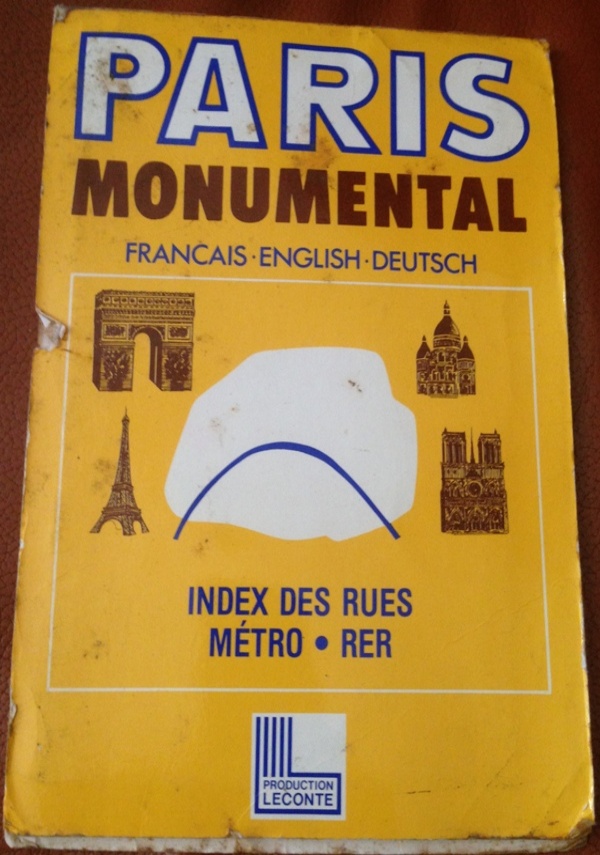 PARIS
MONUMENTAL
FRANCAIS·ENGLISH·DEUTSCH
INDEX DES RUES
MÉTRO • RER
PRODUCTION
LECONTE